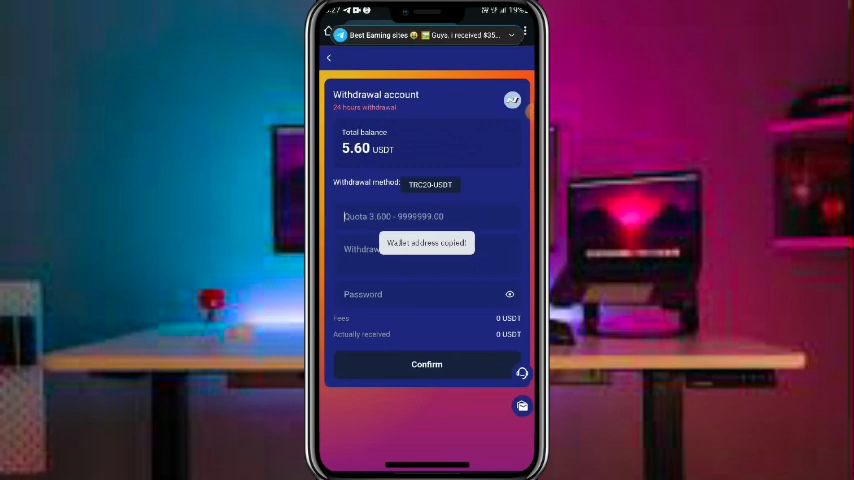 Best Earning sites 😀 🖼 Guys, i received $35...
Withdrawal account
24 hours withdrawal
Total balance
5.60 USDT
Withdrawal method: TRC20-USDT
Quota 3.600 - 9999999.00
Withdraw
Wallet address copied!
Password
Fees 0 USDT
Actually received 0 USDT
Confirm